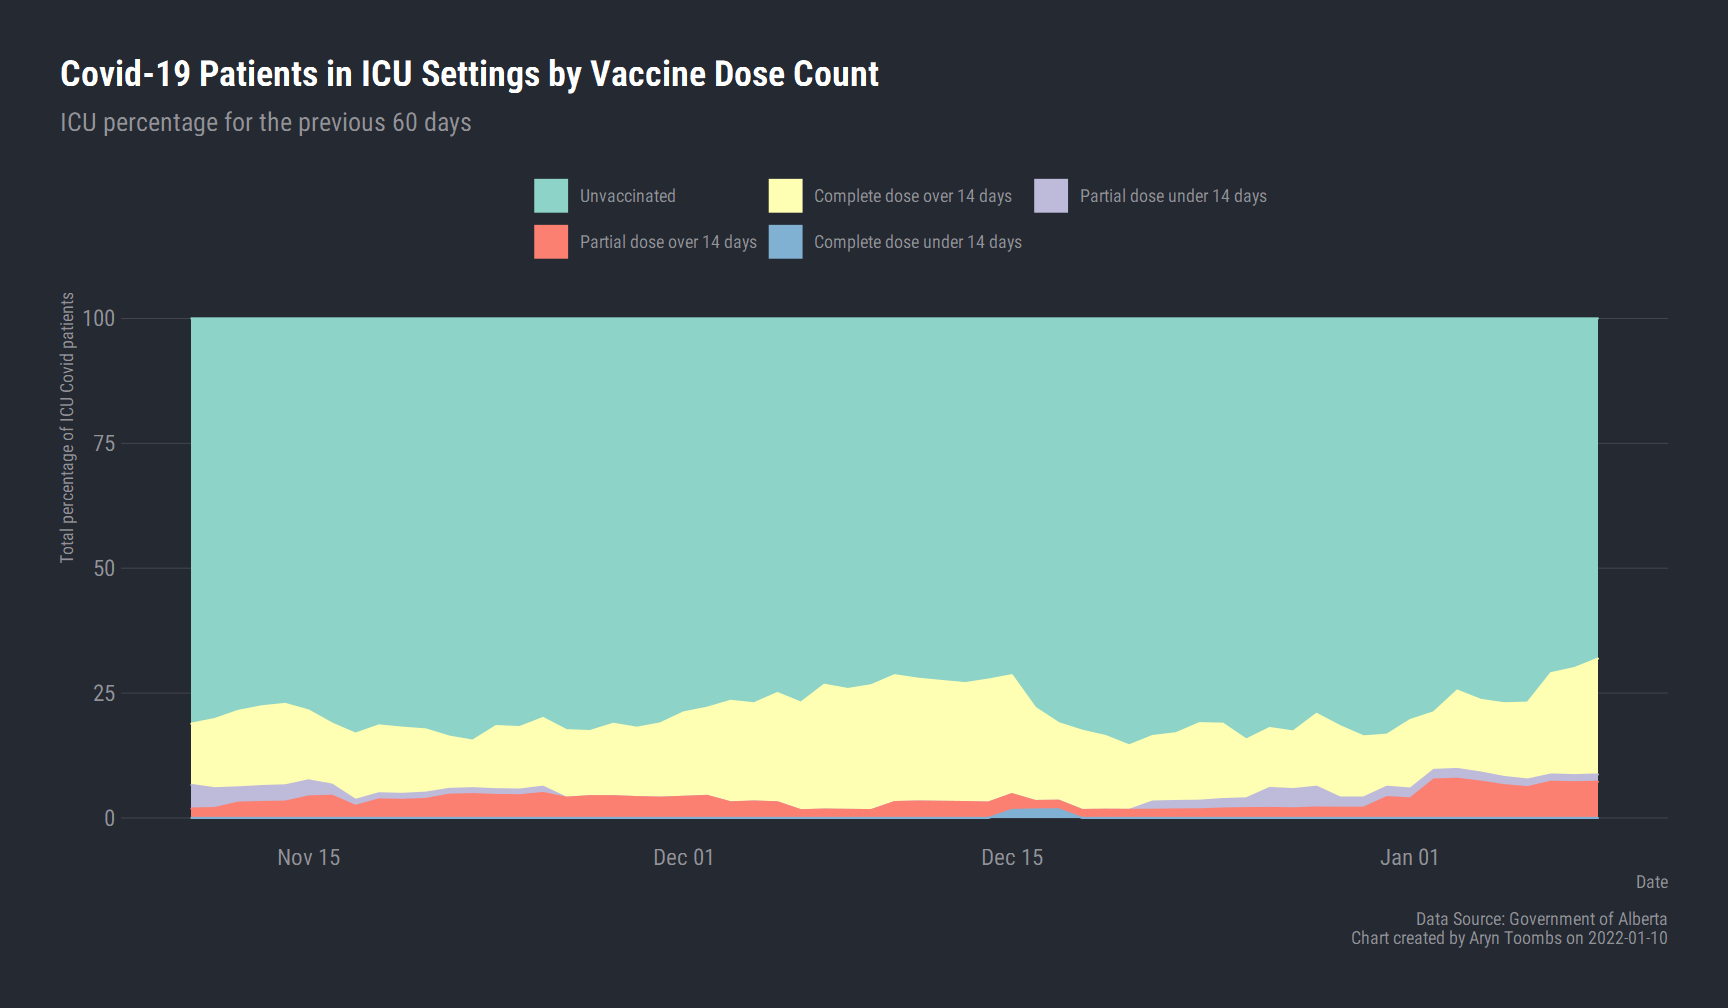 Covid-19 Patients in ICU Settings by Vaccine Dose Count
ICU percentage for the previous 60 days
Unvaccinated
Complete dose over 14 days
Partial dose under 14 days
Partial dose over 14 days
Complete dose under 14 days
Total percentage of ICU Covid patients
100
75
50
25
0
Nov 15
Dec 01
Dec 15
Jan 01
Date
Data Source: Government of Alberta
Chart created by Aryn Toombs on 2022-01-10